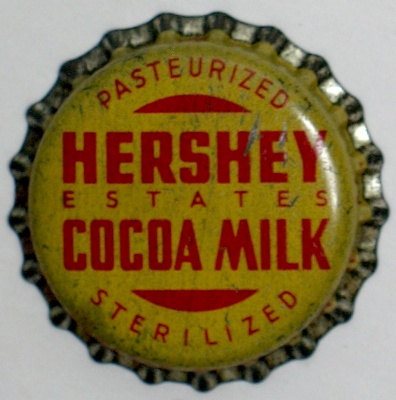 PASTEURIZED
HERSHEY
ESTATES
COCOA MILK
STERILIZED